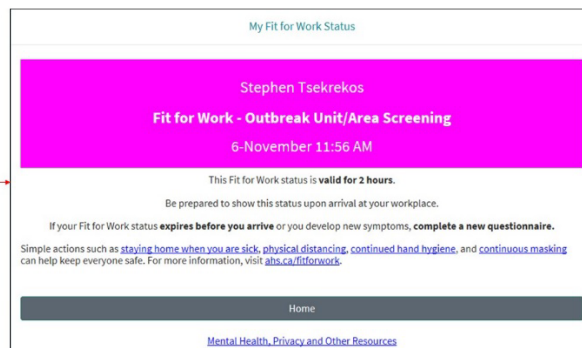 My Fit for Work Status
Stephen Tsekrekos
Fit for Work - Outbreak Unit/Area Screening
6-November 11:56 AM
This Fit for Work status is valid for 2 hours.
Be prepared to show this status upon arrival at your workplace.
If your Fit for Work status expires before you arrive or you develop new symptoms, complete a new questionnaire.
Simple actions such as staying home when you are sick, physical distancing, continued hand hygiene, and continuous masking
can help keep everyone safe. For more information, visit ahs.ca/fitforwork.
Home
Mental Health, Privacy and Other Resources